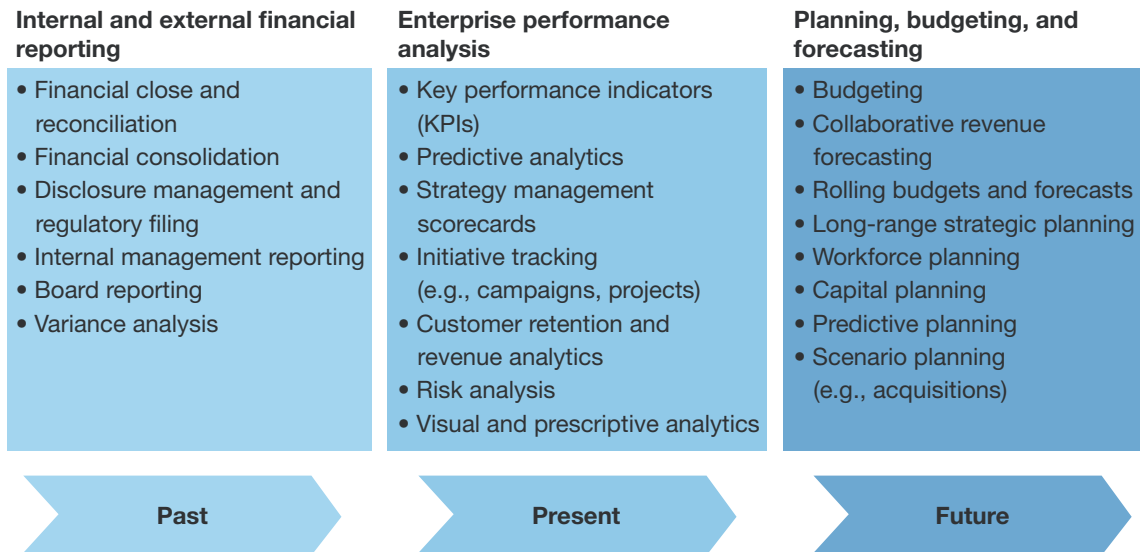 Internal and external financial
reporting
• Financial close and
reconciliation
• Financial consolidation
• Disclosure management and
regulatory filing
• Internal management reporting
• Board reporting
• Variance analysis
Past
Enterprise performance
analysis
• Key performance indicators
(KPIs)
• Predictive analytics
• Strategy management
scorecards
• Initiative tracking
(e.g., campaigns, projects)
• Customer retention and
revenue analytics
• Risk analysis
• Visual and prescriptive analytics
Present
Planning, budgeting, and
forecasting
• Budgeting
• Collaborative revenue
forecasting
• Rolling budgets and forecasts
• Long-range strategic planning
• Workforce planning
• Capital planning
• Predictive planning
• Scenario planning
(e.g., acquisitions)
Future